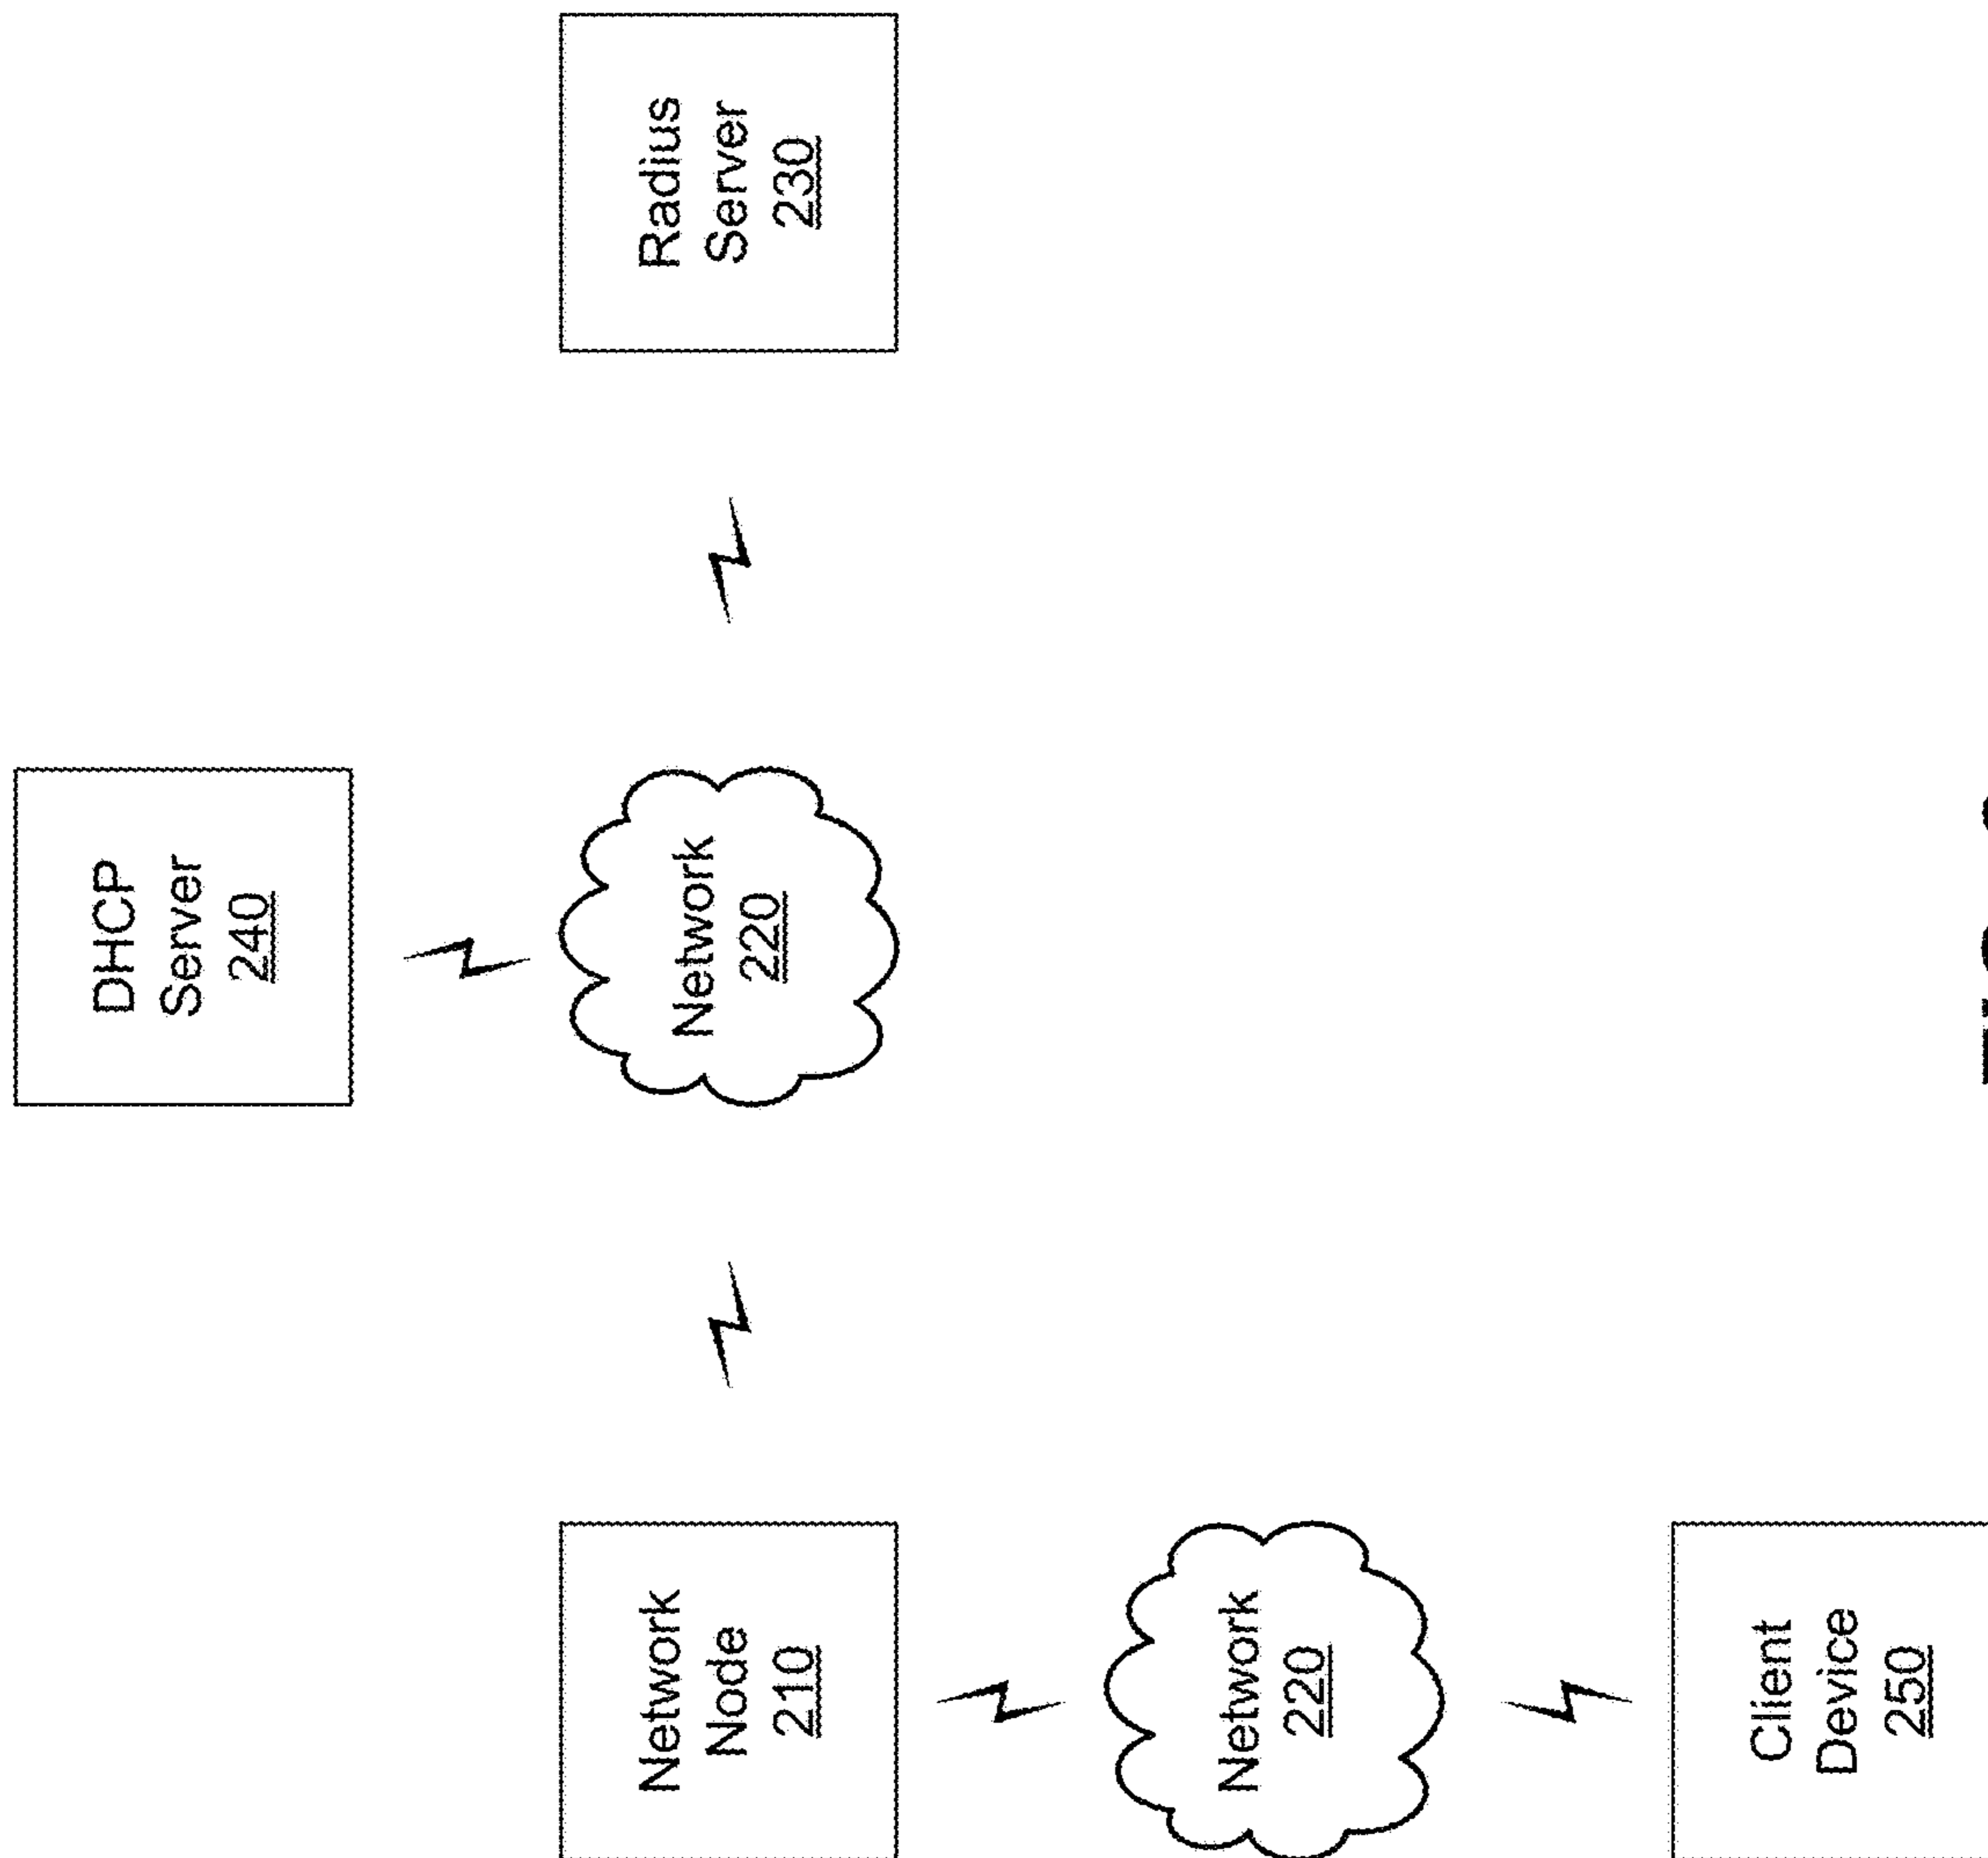 DHCP
Server
240
Network
Node
210
Network
220
Radius
Server
230
Network
220
Client
Device
250